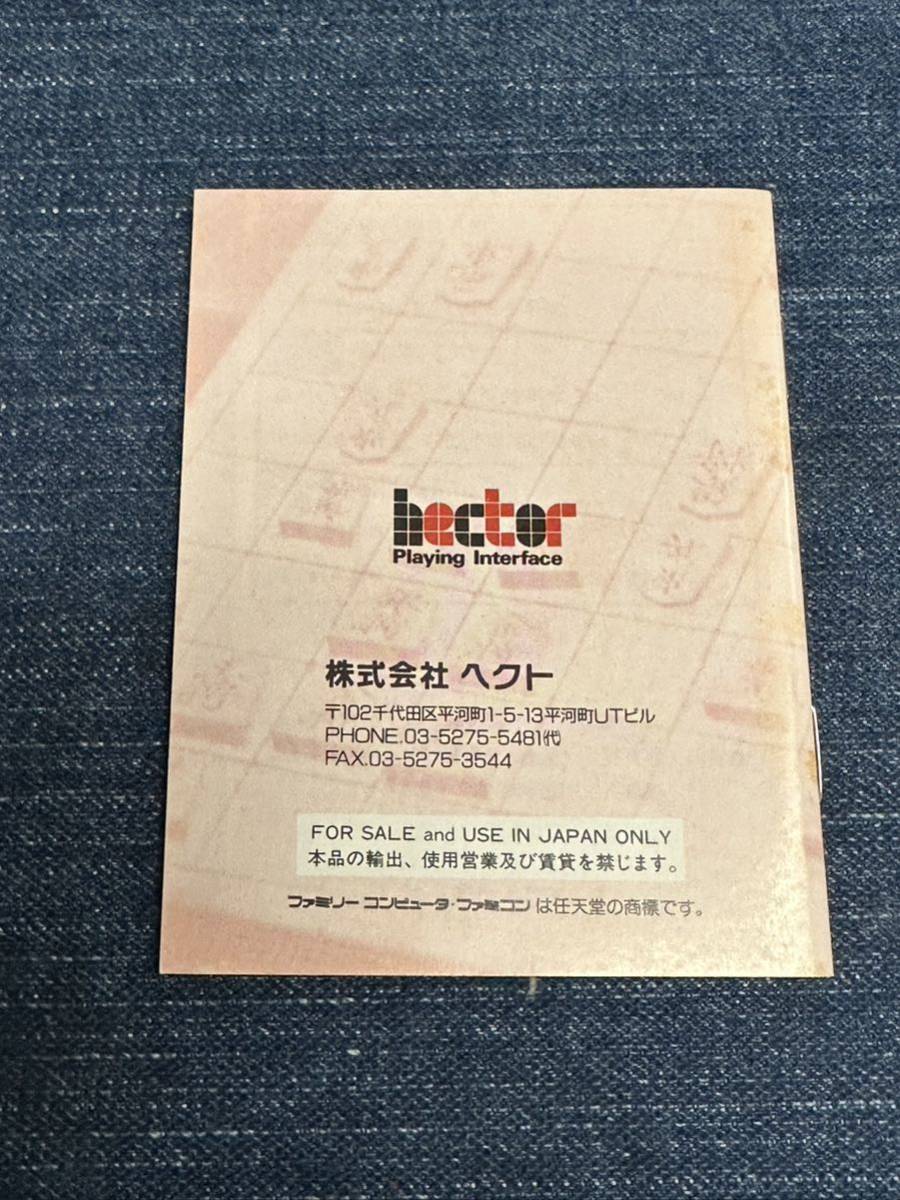 hector
Playing Interface
株式会社 ヘクト
〒102千代田区平河町1-5-13平河町UTビル
PHONE.03-5275-5481㈹
FAX.03-5275-3544
FOR SALE and USE IN JAPAN ONLY
本品の輸出、使用営業及び賃貸を禁じます。
ファミリー コンピュータ・ファミコン は任天堂の商標です。